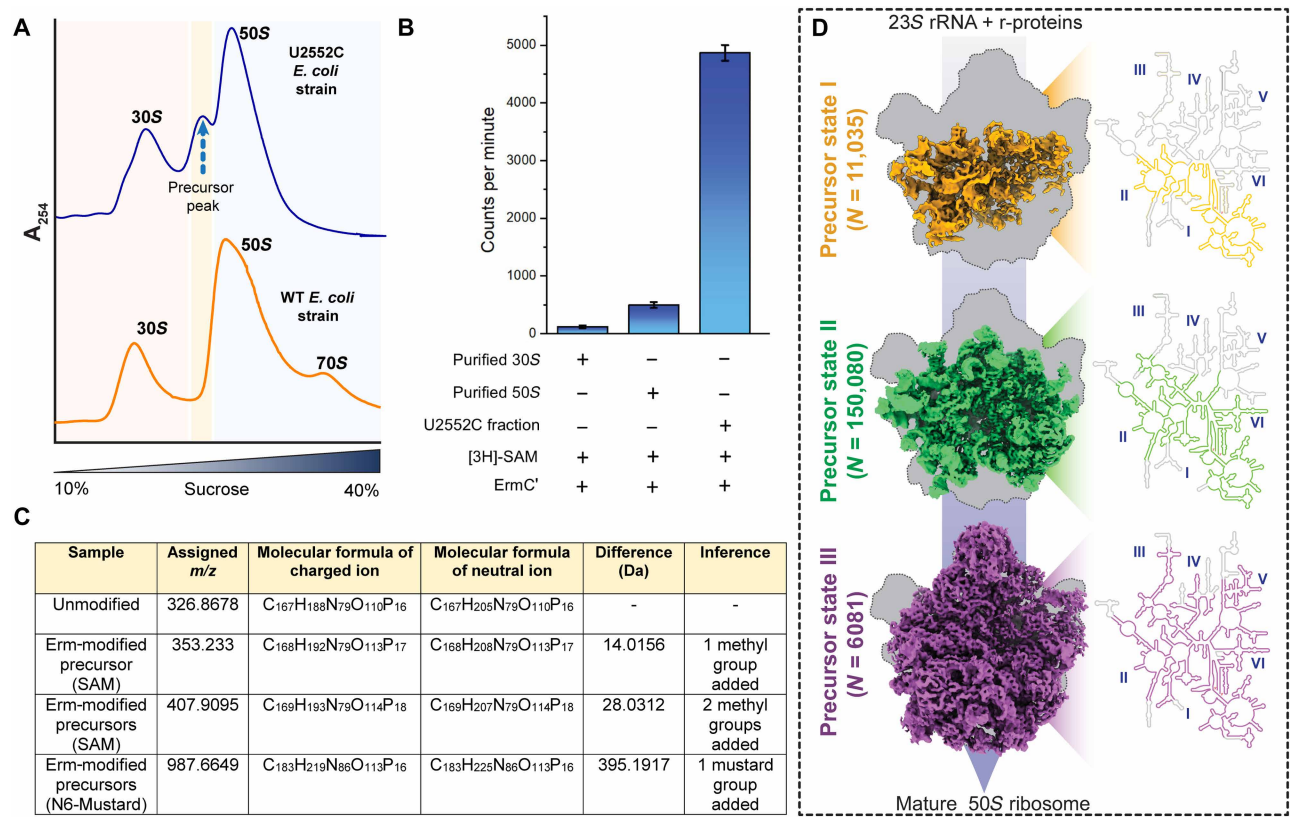 A
50S
U2552C
E. coli
strain
30S
Precursor
peak
A254
50S
WT E. coli
strain
30S
70S
10%
Sucrose
40%
B
Counts per minute
5000
4500
4000
3000
2000
1000
0
Purified 30S + – –
Purified 50S – + –
U2552C fraction – – +
[3H]-SAM + + +
ErmC' + + +
C
Sample
Assigned
m/z
Molecular formula of
charged ion
Molecular formula
of neutral ion
Difference
(Da)
Inference
Unmodified
326.8678
C167H188N79O110P16
C167H205N79O110P16
-
-
Erm-modified
precursor
(SAM)
353.233
C168H192N79O113P17
C168H208N79O113P17
14.0156
1 methyl
group
added
Erm-modified
precursors
(SAM)
407.9095
C169H193N79O114P18
C169H207N79O114P18
28.0312
2 methyl
groups
added
Erm-modified
precursors
(N6-Mustard)
987.6649
C183H219N86O113P16
C183H225N86O113P16
395.1917
1 mustard
group
added
D
23S rRNA + r-proteins
Precursor state I
(N = 11,035)
III
IV
V
II
VI
I
Precursor state II
(N = 150,080)
III
IV
V
II
VI
I
Precursor state III
(N = 6081)
III
IV
V
II
VI
I
Mature 50S ribosome